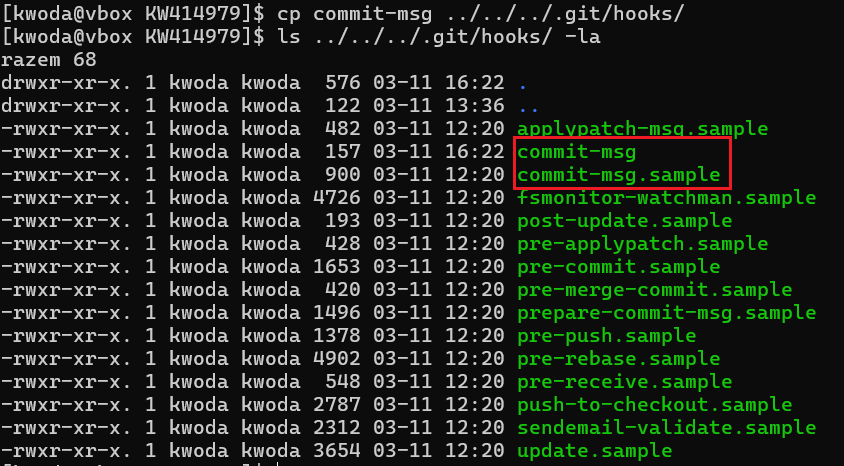 [kwoda@vbox KW414979]$ cp commit-msg ../../../.git/hooks/
[kwoda@vbox KW414979]$ ls ../../../.git/hooks/ -la
razem 68
drwxr-xr-x. 1 kwoda kwoda  576 03-11 16:22 .
drwxr-xr-x. 1 kwoda kwoda  122 03-11 13:36 ..
-rwxr-xr-x. 1 kwoda kwoda  482 03-11 12:20 applypatch-msg.sample
-rwxr-xr-x. 1 kwoda kwoda  157 03-11 16:22 commit-msg
-rwxr-xr-x. 1 kwoda kwoda  900 03-11 12:20 commit-msg.sample
-rwxr-xr-x. 1 kwoda kwoda 4726 03-11 12:20 fsmonitor-watchman.sample
-rwxr-xr-x. 1 kwoda kwoda  193 03-11 12:20 post-update.sample
-rwxr-xr-x. 1 kwoda kwoda  428 03-11 12:20 pre-applypatch.sample
-rwxr-xr-x. 1 kwoda kwoda 1653 03-11 12:20 pre-commit.sample
-rwxr-xr-x. 1 kwoda kwoda  420 03-11 12:20 pre-merge-commit.sample
-rwxr-xr-x. 1 kwoda kwoda 1496 03-11 12:20 prepare-commit-msg.sample
-rwxr-xr-x. 1 kwoda kwoda 1378 03-11 12:20 pre-push.sample
-rwxr-xr-x. 1 kwoda kwoda 4902 03-11 12:20 pre-rebase.sample
-rwxr-xr-x. 1 kwoda kwoda  548 03-11 12:20 pre-receive.sample
-rwxr-xr-x. 1 kwoda kwoda 2787 03-11 12:20 push-to-checkout.sample
-rwxr-xr-x. 1 kwoda kwoda 2312 03-11 12:20 sendemail-validate.sample
-rwxr-xr-x. 1 kwoda kwoda 3654 03-11 12:20 update.sample